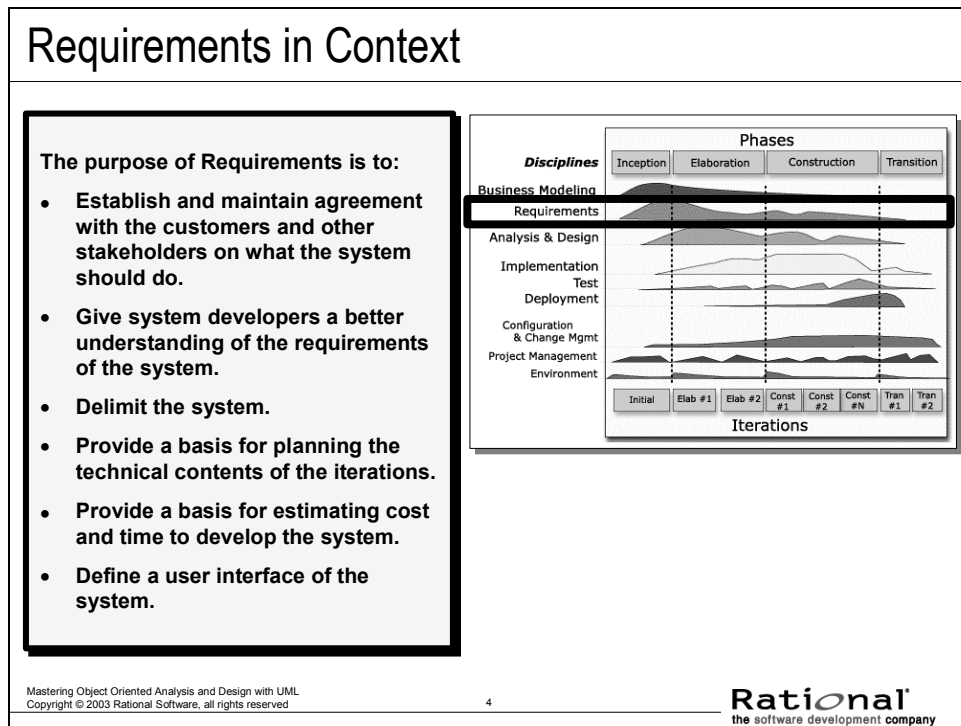 Requirements in Context
The purpose of Requirements is to:
• Establish and maintain agreement
with the customers and other
stakeholders on what the system
should do.
• Give system developers a better
understanding of the requirements
of the system.
• Delimit the system.
• Provide a basis for planning the
technical contents of the iterations.
• Provide a basis for estimating cost
and time to develop the system.
• Define a user interface of the
system.
Phases
Disciplines Inception Elaboration Construction Transition
Business Modeling
Requirements
Analysis & Design
Implementation
Test
Deployment
Configuration
& Change Mgmt
Project Management
Environment
Initial Elab #1 Elab #2 Const #1 Const #2 Const #N Tran #1 Tran #2
Iterations
Mastering Object Oriented Analysis and Design with UML
Copyright © 2003 Rational Software, all rights reserved
4
Rational
the software development company